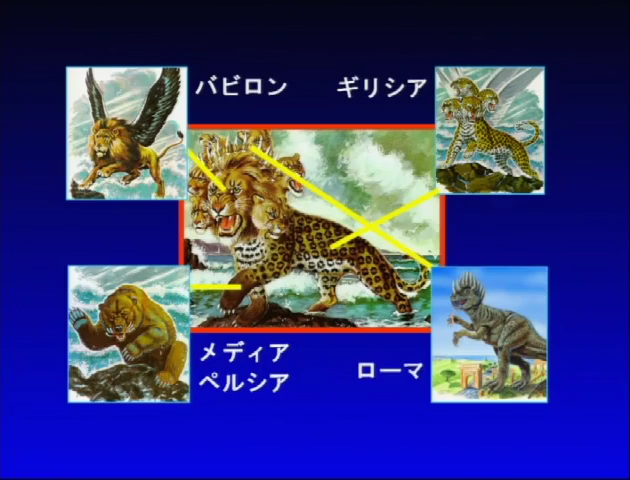 バビロン
ギリシア
メディア
ペルシア
ローマ